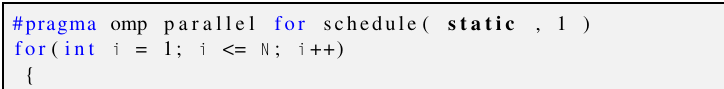 #pragma omp parallel for schedule( static , 1 )
for(int i = 1; i <= N; i++)
{